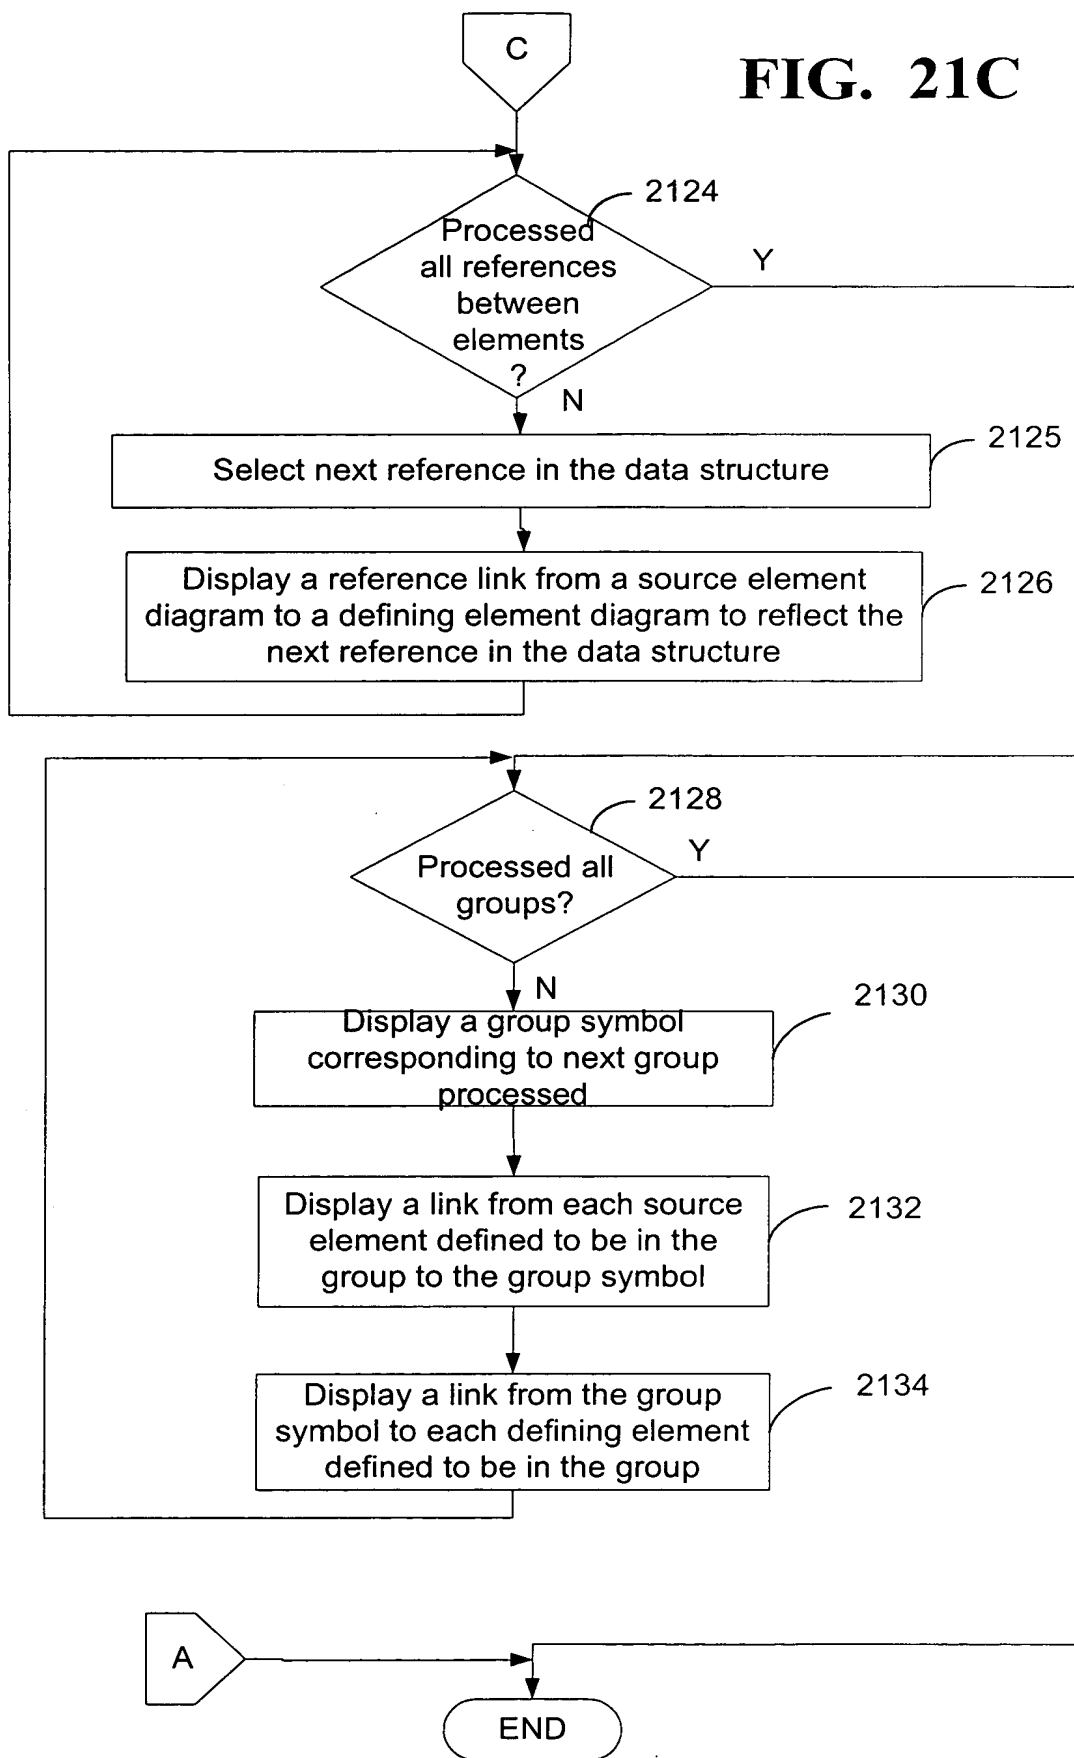 C
FIG. 21C
2124
Processed
all references
between
elements
?
Y
N
2125
Select next reference in the data structure
2126
Display a reference link from a source element
diagram to a defining element diagram to reflect the
next reference in the data structure
2128
Processed all
groups?
Y
N
2130
Display a group symbol
corresponding to next group
processed
2132
Display a link from each source
element defined to be in the
group to the group symbol
2134
Display a link from the group
symbol to each defining element
defined to be in the group
A
END